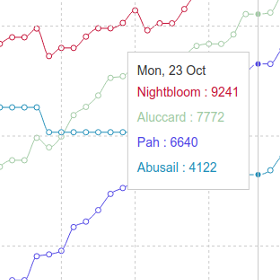 Mon, 23 Oct
Nightbloom : 9241
Aluccard : 7772
Pah : 6640
Abusail : 4122